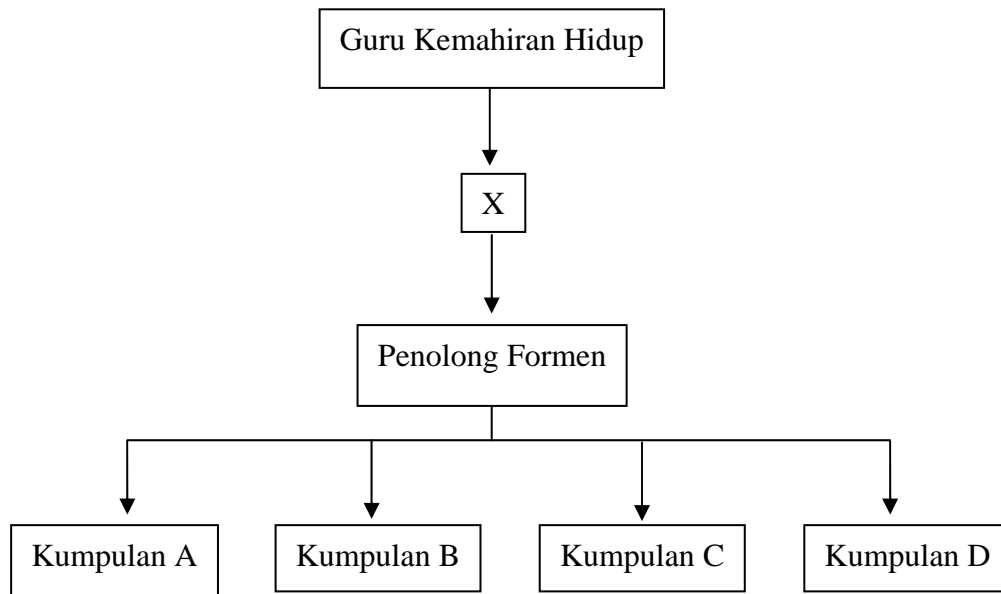 Guru Kemahiran Hidup
X
Penolong Formen
Kumpulan A
Kumpulan B
Kumpulan C
Kumpulan D